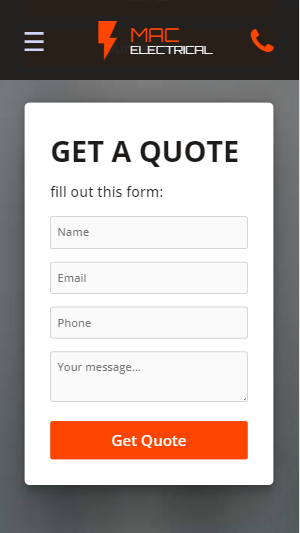 MAC
ELECTRICAL
GET A QUOTE
fill out this form:
Name
Email
Phone
Your message...
Get Quote